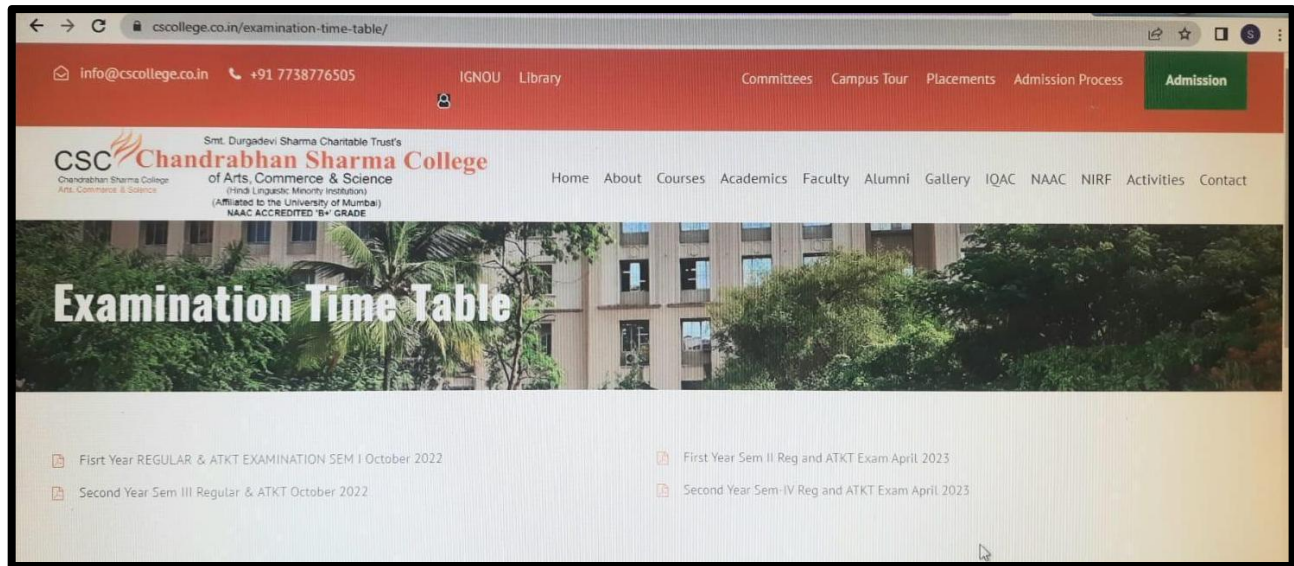 cscollege.co.in/examination-time-table/
S
info@cscollege.co.in +91 7738776505 IGNOU Library Committees Campus Tour Placements Admission Process Admission
Smt. Durgadevi Sharma Charitable Trust's
CSC Chandrabhan Sharma College
Chandrabhan Sharma College of Arts, Commerce & Science
Arts, Commerce & Science
(Hindi Linguistic Minority Institution)
(Affiliated to the University of Mumbai)
NAAC ACCREDITED 'B+' GRADE
Home About Courses Academics Faculty Alumni Gallery IQAC NAAC NIRF Activities Contact
Examination Time Table
Fisrt Year REGULAR & ATKT EXAMINATION SEM I October 2022
Second Year Sem III Regular & ATKT October 2022
First Year Sem II Reg and ATKT Exam April 2023
Second Year Sem-IV Reg and ATKT Exam April 2023